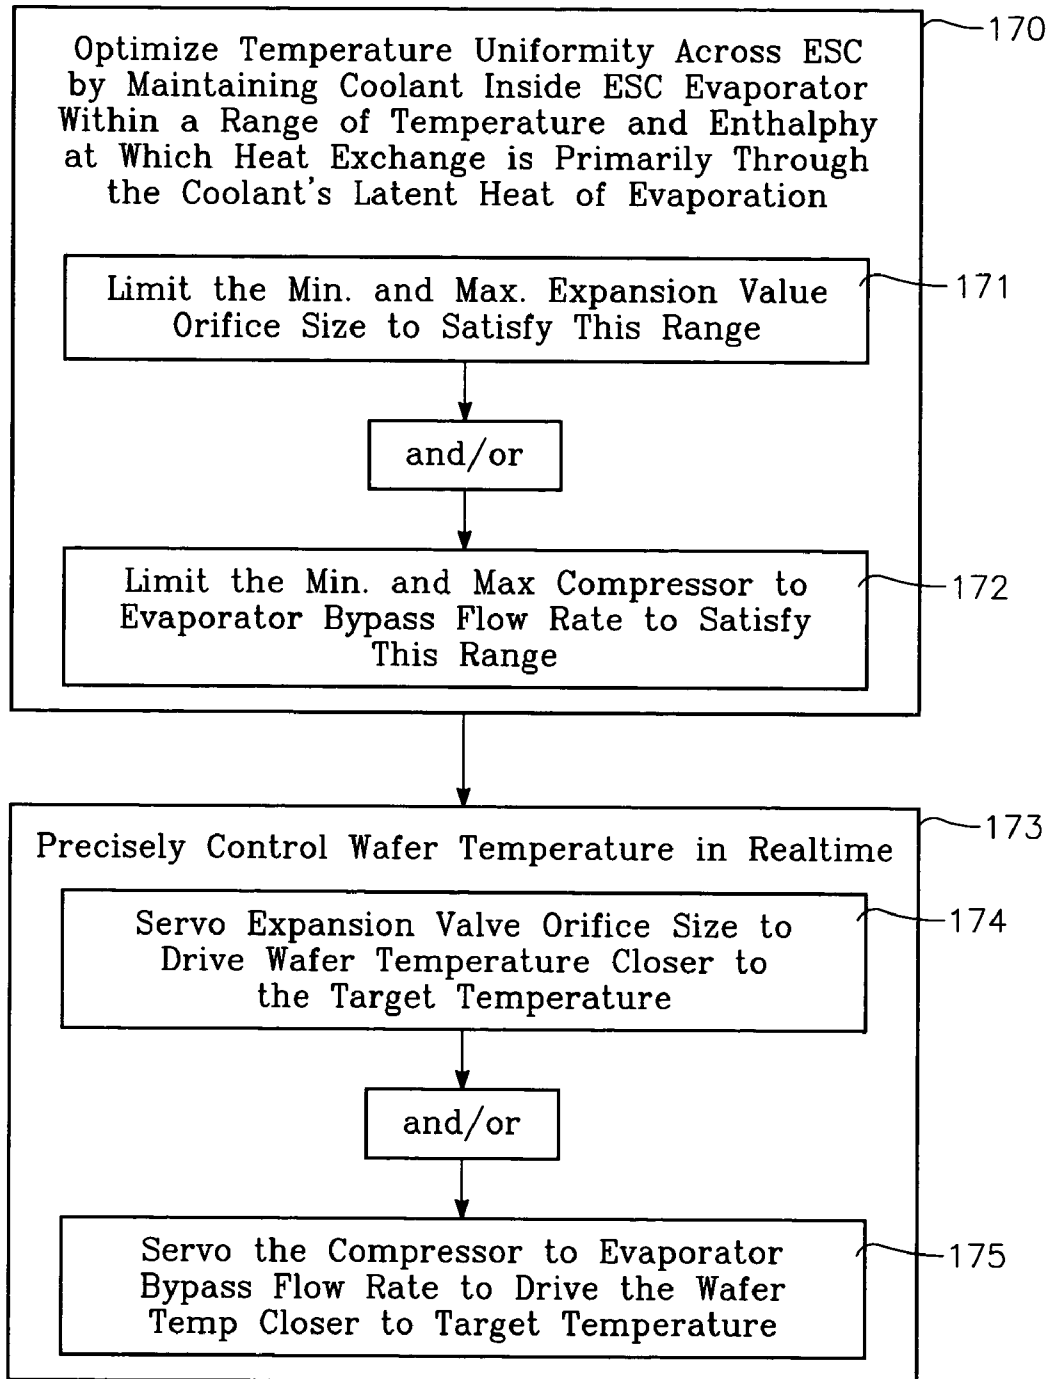 170
Optimize Temperature Uniformity Across ESC
by Maintaining Coolant Inside ESC Evaporator
Within a Range of Temperature and Enthalphy
at Which Heat Exchange is Primarily Through
the Coolant's Latent Heat of Evaporation
171
Limit the Min. and Max. Expansion Value
Orifice Size to Satisfy This Range
and/or
172
Limit the Min. and Max Compressor to
Evaporator Bypass Flow Rate to Satisfy
This Range
173
Precisely Control Wafer Temperature in Realtime
174
Servo Expansion Valve Orifice Size to
Drive Wafer Temperature Closer to
the Target Temperature
and/or
175
Servo the Compressor to Evaporator
Bypass Flow Rate to Drive the Wafer
Temp Closer to Target Temperature